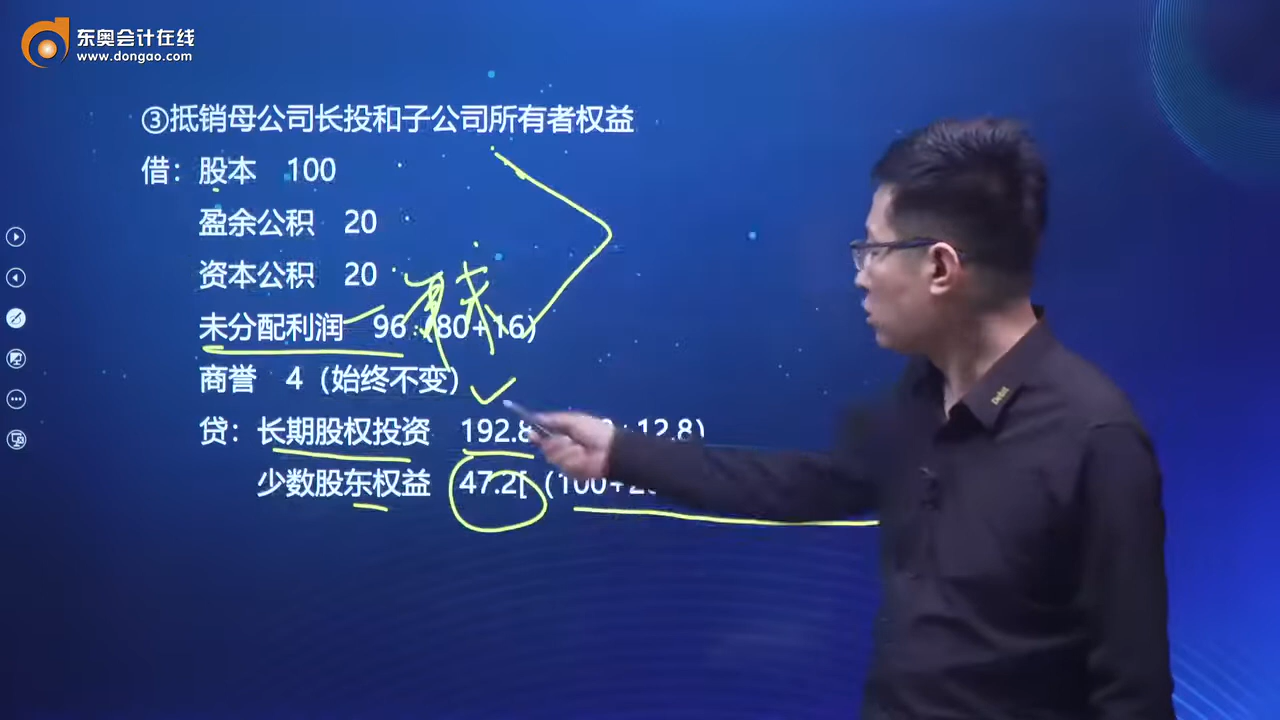 东奥会计在线
www.dongao.com
③抵销母公司长投和子公司所有者权益
借：股本 100
盈余公积 20
资本公积 20
未分配利润 96（80+16）
商誉 4（始终不变）
贷：长期股权投资 192.8 12.8）
少数股东权益 47.2[（100+2